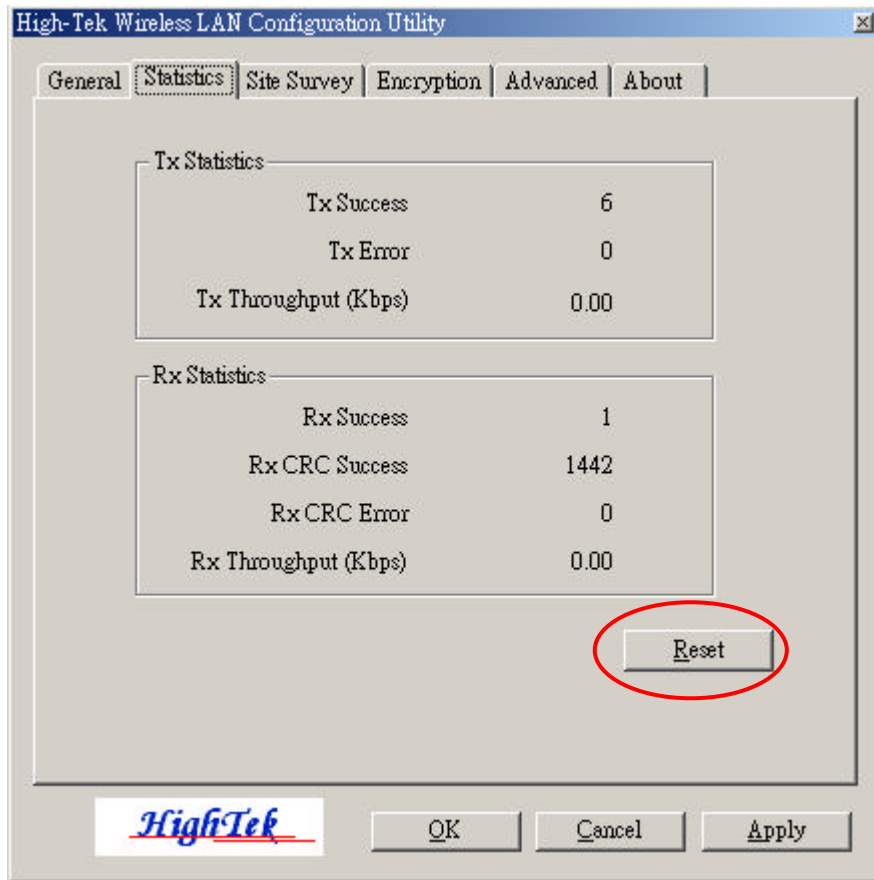 High-Tek Wireless LAN Configuration Utility
General Statistics Site Survey Encryption Advanced About
Tx Statistics
Tx Success 6
Tx Error 0
Tx Throughput (Kbps) 0.00
Rx Statistics
Rx Success 1
Rx CRC Success 1442
Rx CRC Error 0
Rx Throughput (Kbps) 0.00
Reset
HighTek OK Cancel Apply